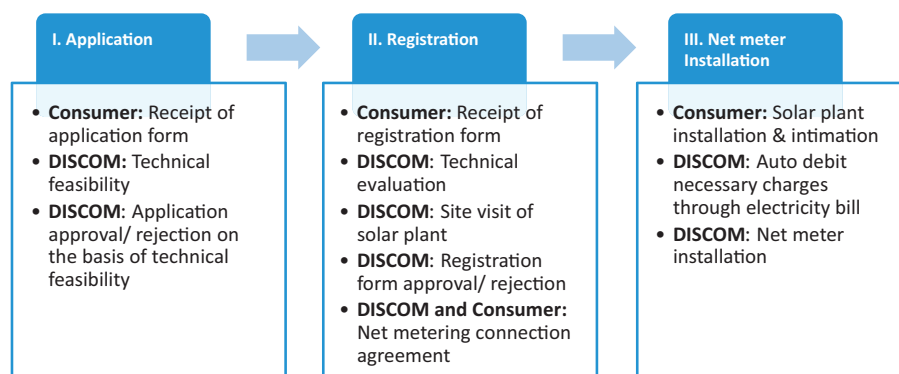 I. Application
• Consumer: Receipt of
application form
• DISCOM: Technical
feasibility
• DISCOM: Application
approval/ rejection on
the basis of technical
feasibility
II. Registration
• Consumer: Receipt of
registration form
• DISCOM: Technical
evaluation
• DISCOM: Site visit of
solar plant
• DISCOM: Registration
form approval/ rejection
• DISCOM and Consumer:
Net metering connection
agreement
III. Net meter
Installation
• Consumer: Solar plant
installation & intimation
• DISCOM: Auto debit
necessary charges
through electricity bill
• DISCOM: Net meter
installation